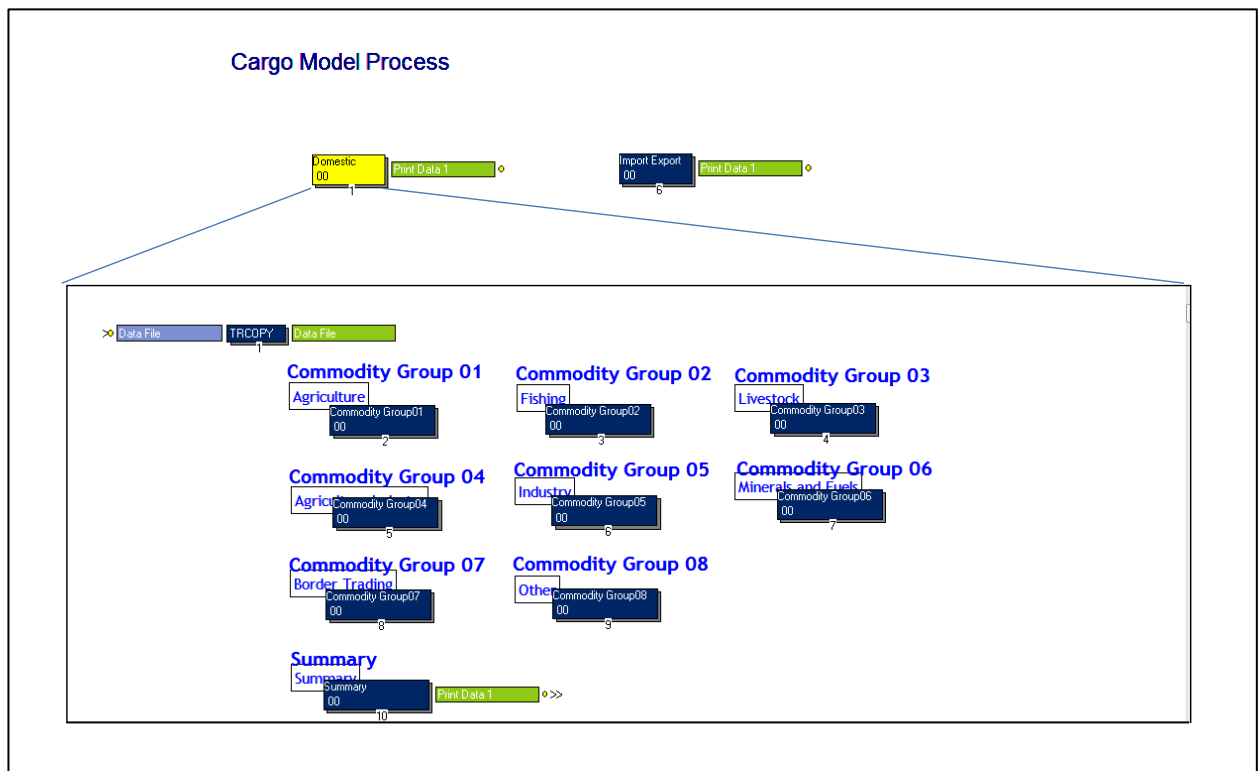 Cargo Model Process
Domestic
00
Print Data 1
1
Import Export
00
Print Data 1
6
Data File
TRCOPY
Data File
1
Commodity Group 01
Agriculture
Commodity Group01
00
2
Commodity Group 02
Fishing
Commodity Group02
00
3
Commodity Group 03
Livestock
Commodity Group03
00
4
Commodity Group 04
Commodity Group04
00
5
Commodity Group 05
Industry
Commodity Group05
00
6
Commodity Group 06
Minerals and Fuels
Commodity Group06
00
7
Commodity Group 07
Border Trading
Commodity Group07
00
8
Commodity Group 08
Other
Commodity Group08
00
9
Summary
Summary
Summary
00
Print Data 1
>>
10